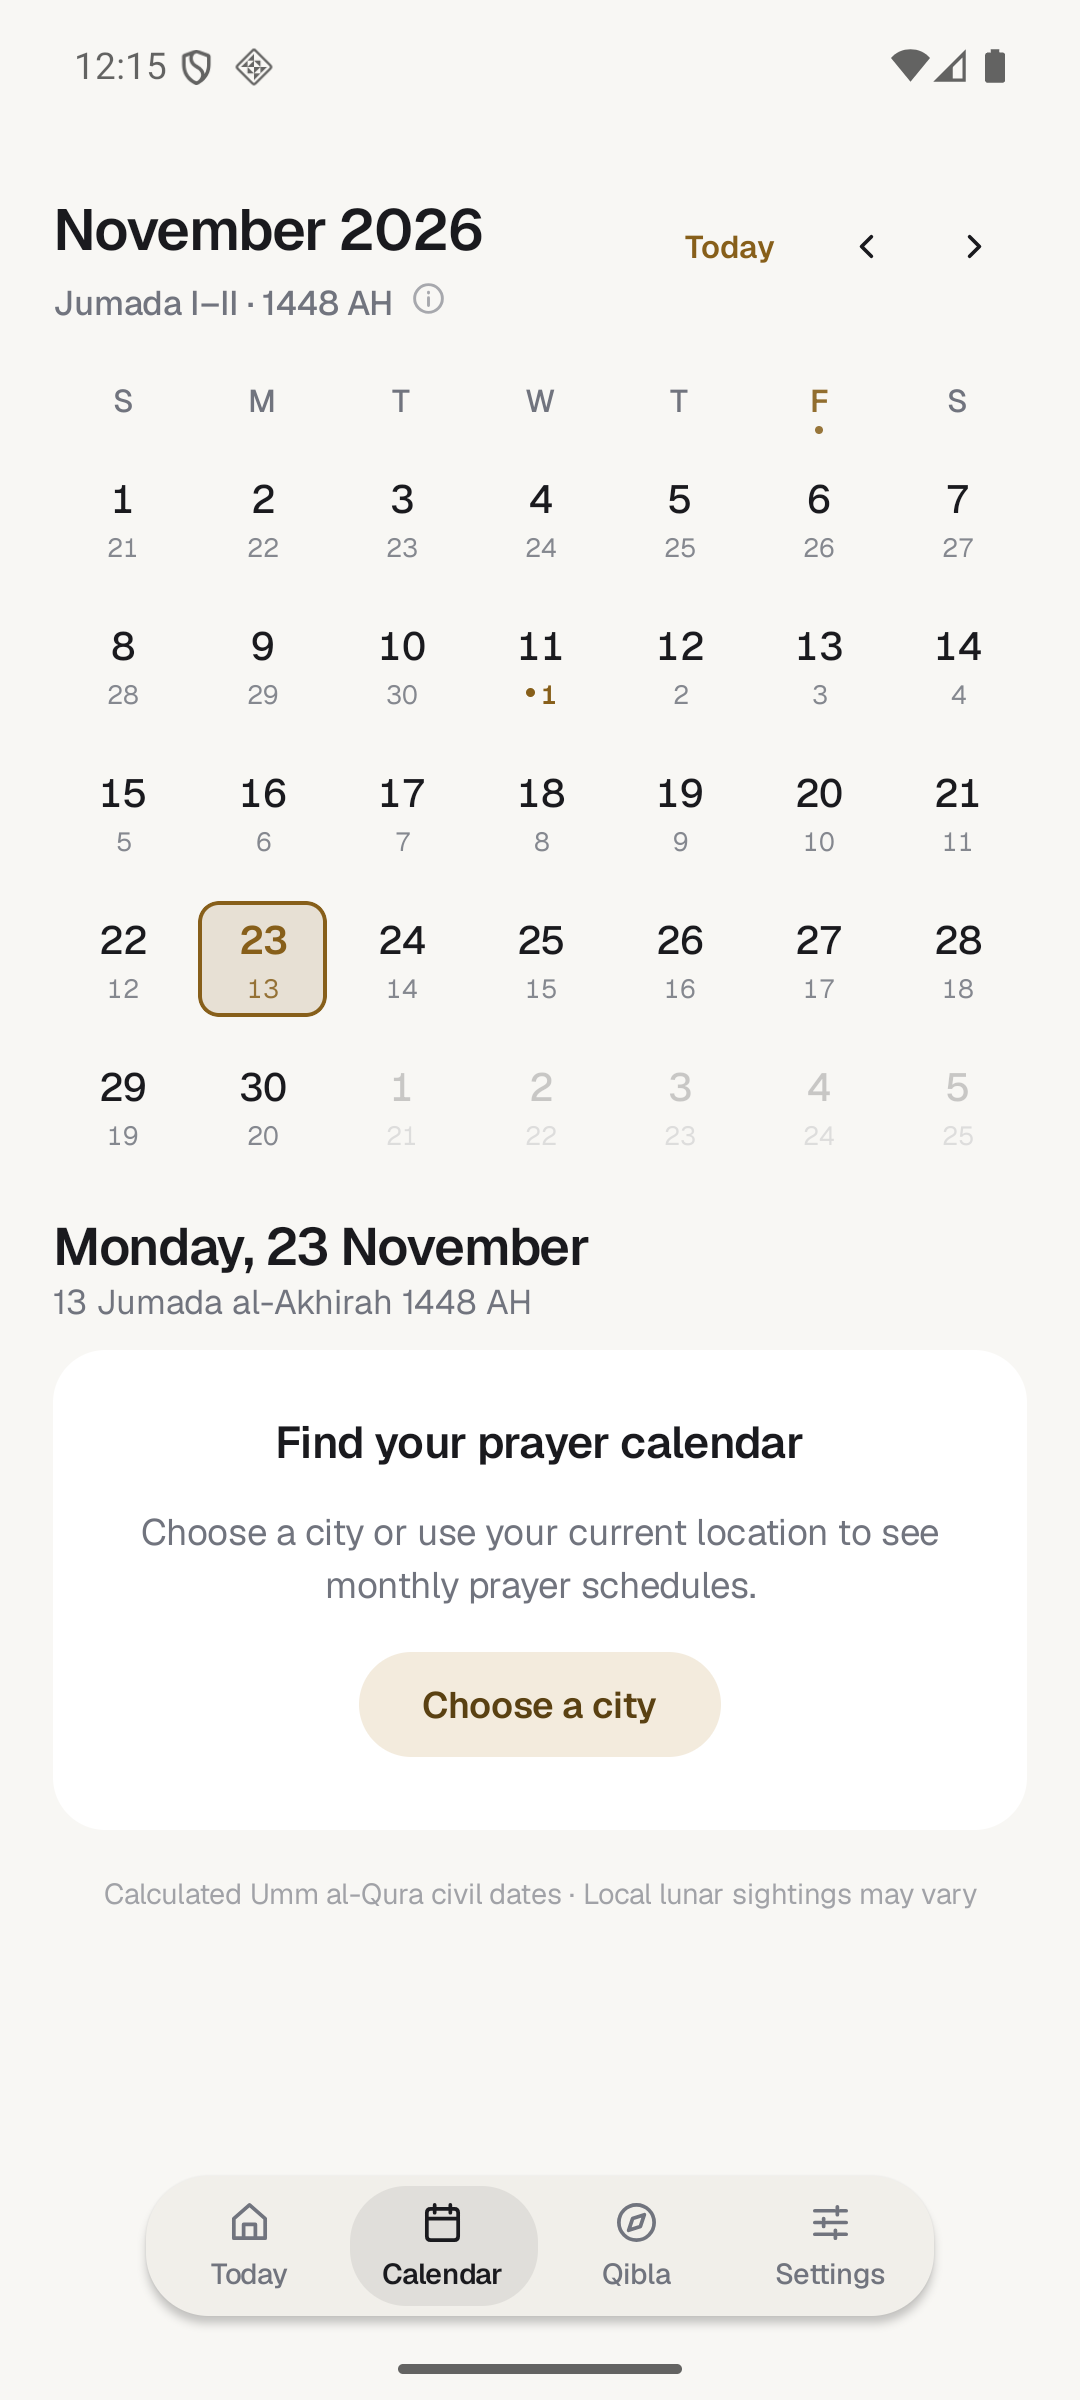 12:15
November 2026
Today
Jumada I–II · 1448 AH
S M T W T F S
1 2 3 4 5 6 7
21 22 23 24 25 26 27
8 9 10 11 12 13 14
28 29 30 •1 2 3 4
15 16 17 18 19 20 21
5 6 7 8 9 10 11
22 23 24 25 26 27 28
12 13 14 15 16 17 18
29 30 1 2 3 4 5
19 20 21 22 23 24 25
Monday, 23 November
13 Jumada al-Akhirah 1448 AH
Find your prayer calendar
Choose a city or use your current location to see
monthly prayer schedules.
Choose a city
Calculated Umm al-Qura civil dates · Local lunar sightings may vary
Today Calendar Qibla Settings